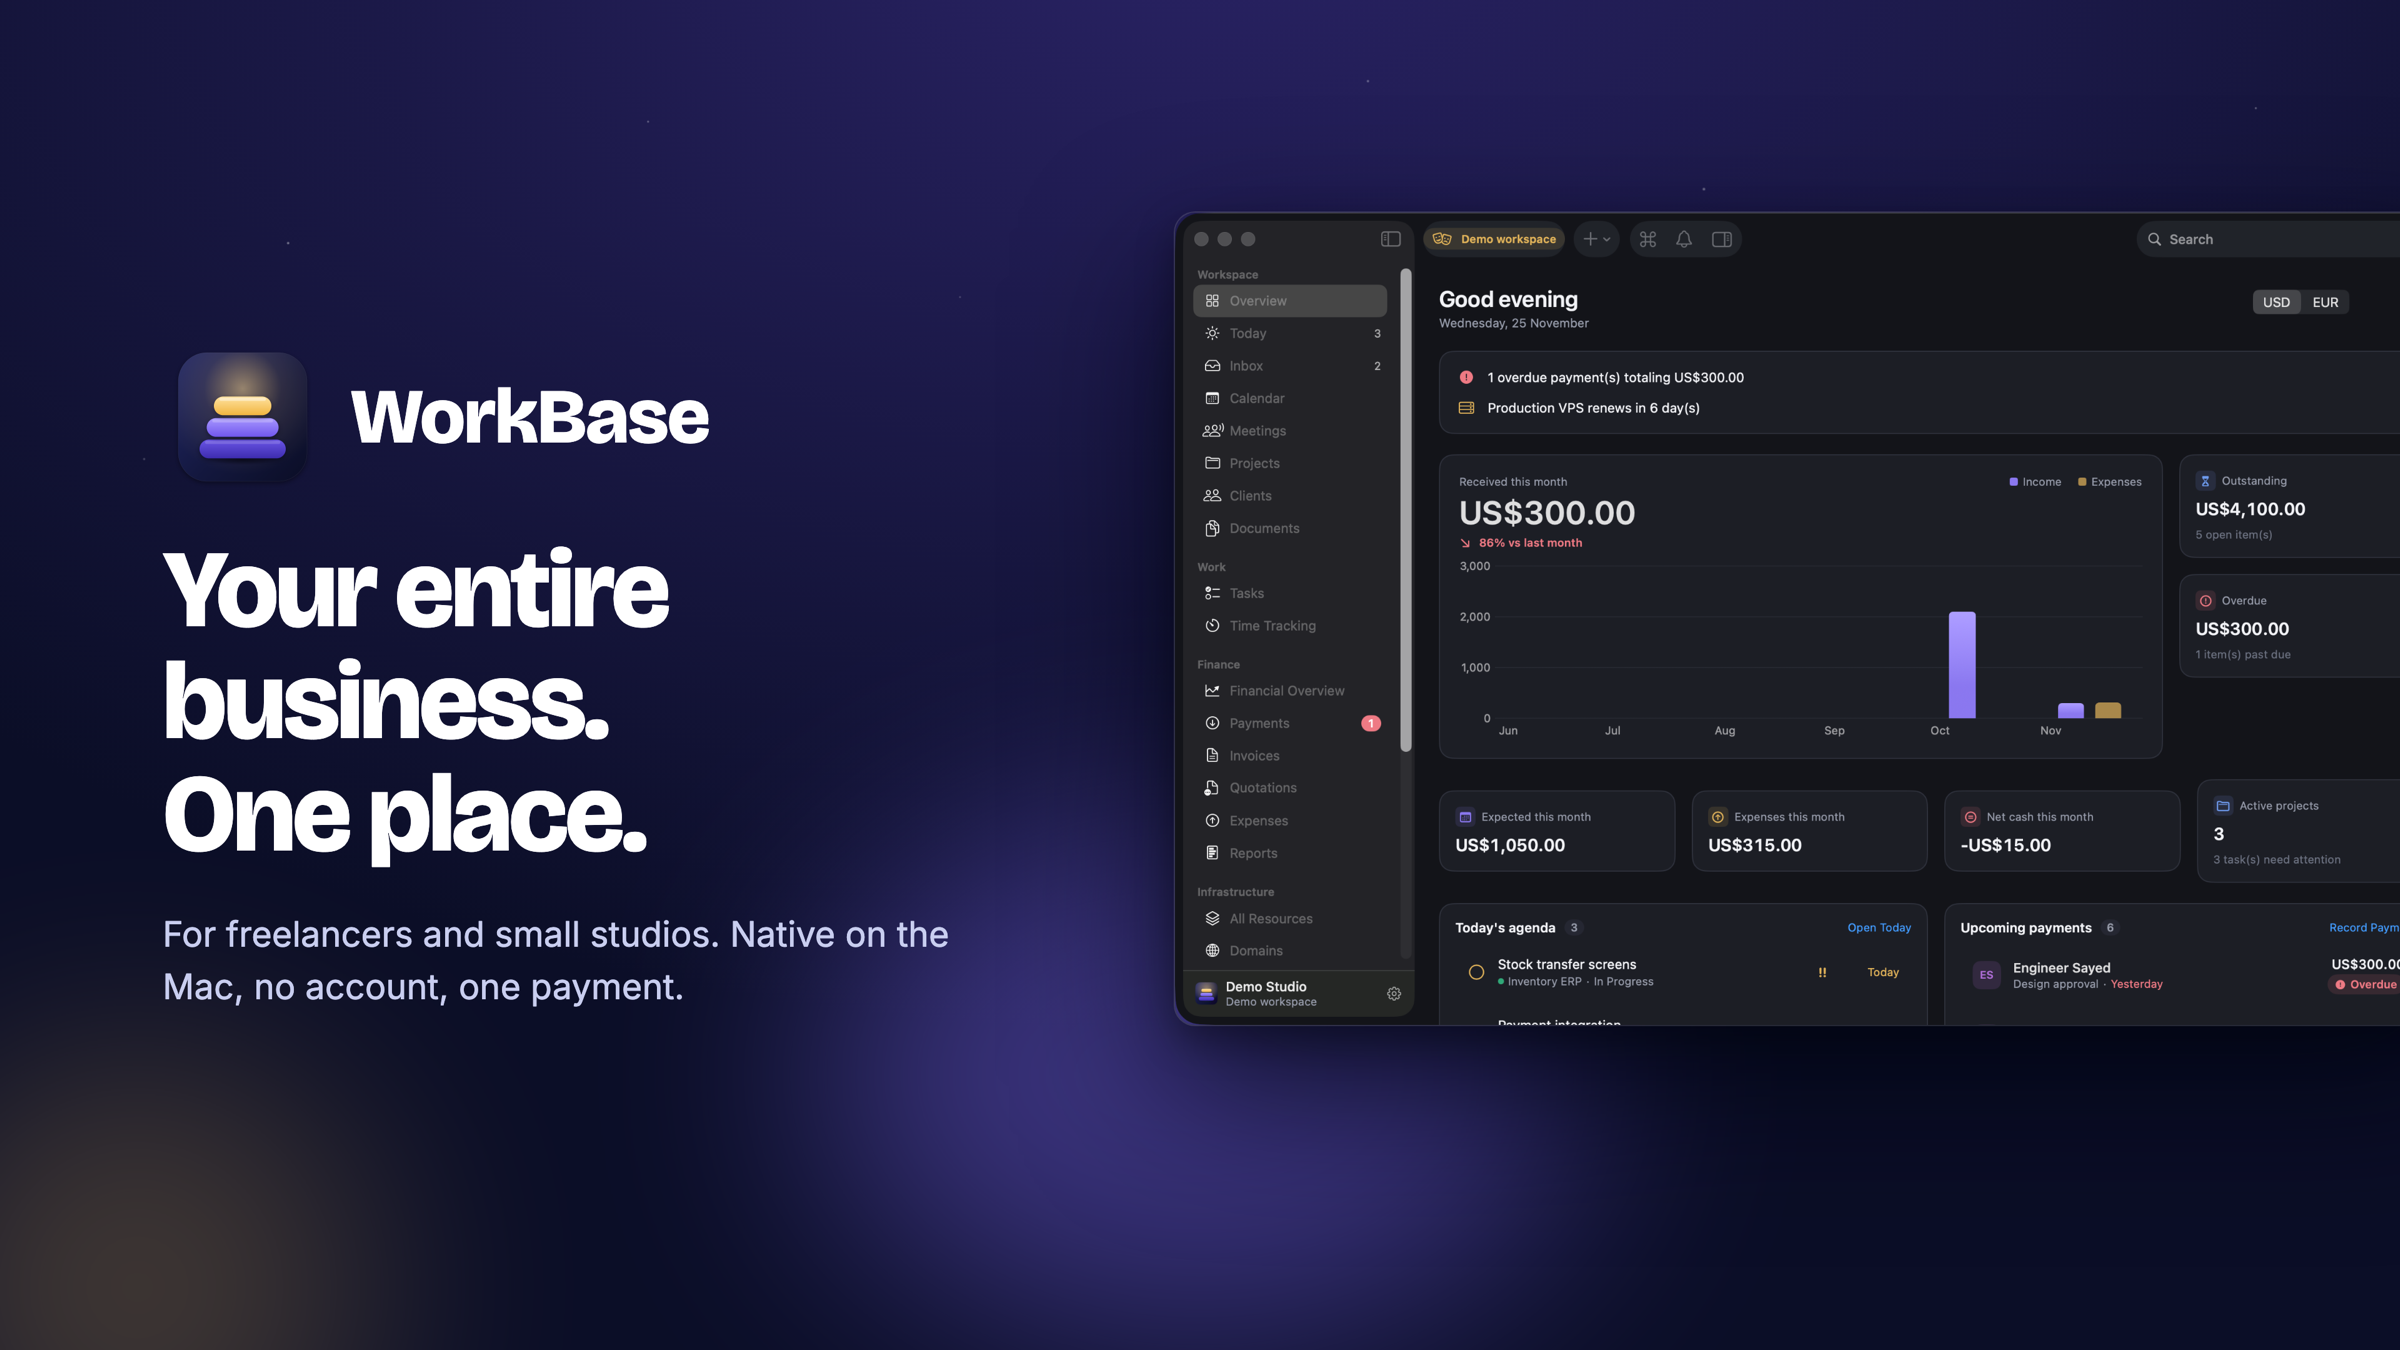 WorkBase
Your entire
business.
One place.
For freelancers and small studios. Native on the
Mac, no account, one payment.
Workspace
Overview
Today 3
Inbox 2
Calendar
Meetings
Projects
Clients
Documents
Work
Tasks
Time Tracking
Finance
Financial Overview
Payments 1
Invoices
Quotations
Expenses
Reports
Infrastructure
All Resources
Domains
Demo Studio
Demo workspace
Demo workspace
Search
Good evening
Wednesday, 25 November
USD EUR
1 overdue payment(s) totaling US$300.00
Production VPS renews in 6 day(s)
Received this month
Income Expenses
US$300.00
86% vs last month
3,000
2,000
1,000
0
Jun Jul Aug Sep Oct Nov
Outstanding
US$4,100.00
5 open item(s)
Overdue
US$300.00
1 item(s) past due
Expected this month
US$1,050.00
Expenses this month
US$315.00
Net cash this month
-US$15.00
Active projects
3
3 task(s) need attention
Today's agenda 3
Open Today
Stock transfer screens
Inventory ERP · In Progress
!! Today
Payment integration
Upcoming payments 6
Record Paym
ES
Engineer Sayed
Design approval · Yesterday
US$300.00
Overdue